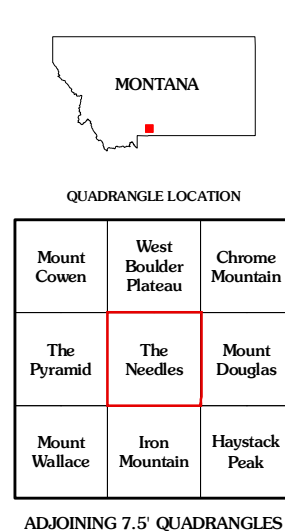 MONTANA
QUADRANGLE LOCATION
Mount
Cowen
West
Boulder
Plateau
Chrome
Mountain
The
Pyramid
The
Needles
Mount
Douglas
Mount
Wallace
Iron
Mountain
Haystack
Peak
ADJOINING 7.5' QUADRANGLES